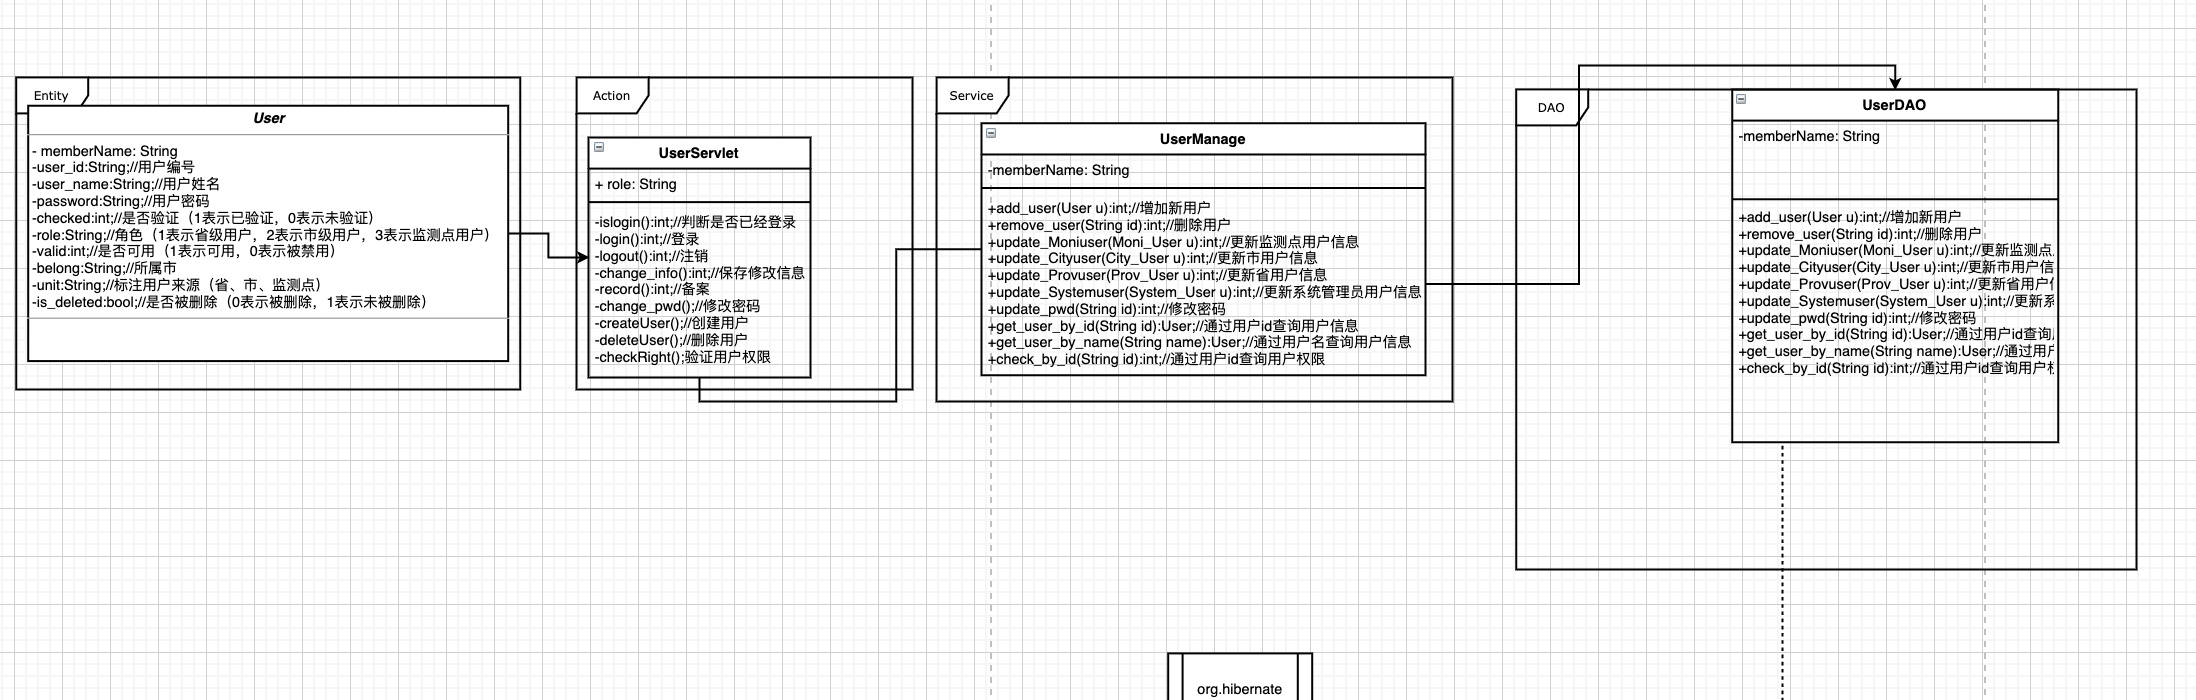 Entity
User
- memberName: String
-user_id:String;//用户编号
-user_name:String;//用户姓名
-password:String;//用户密码
-checked:int;//是否验证（1表示已验证，0表示未验证）
-role:String;//角色（1表示省级用户，2表示市级用户，3表示监测点用户）
-valid:int;//是否可用（1表示可用，0表示被禁用）
-belong:String;//所属市
-unit:String;//标注用户来源（省、市、监测点）
-is_deleted:bool;//是否被删除（0表示被删除，1表示未被删除）
Action
UserServlet
+ role: String
-islogin():int;//判断是否已经登录
-login():int;//登录
-logout():int;//注销
-change_info():int;//保存修改信息
-record():int;//备案
-change_pwd();//修改密码
-createUser();//创建用户
-deleteUser();//删除用户
-checkRight();验证用户权限
Service
UserManage
-memberName: String
+add_user(User u):int;//增加新用户
+remove_user(String id):int;//删除用户
+update_Moniuser(Moni_User u):int;//更新监测点用户信息
+update_Cityuser(City_User u):int;//更新市用户信息
+update_Provuser(Prov_User u):int;//更新省用户信息
+update_Systemuser(System_User u):int;//更新系统管理员用户信息
+update_pwd(String id):int;//修改密码
+get_user_by_id(String id):User;//通过用户id查询用户信息
+get_user_by_name(String name):User;//通过用户名查询用户信息
+check_by_id(String id):int;//通过用户id查询用户权限
DAO
UserDAO
-memberName: String
+add_user(User u):int;//增加新用户
+remove_user(String id):int;//删除用户
+update_Moniuser(Moni_User u):int;//更新监测点
+update_Cityuser(City_User u):int;//更新市用户信
+update_Provuser(Prov_User u):int;//更新省用户
+update_Systemuser(System_User u):int;//更新
+update_pwd(String id):int;//修改密码
+get_user_by_id(String id):User;//通过用户id查询
+get_user_by_name(String name):User;//通过用
+check_by_id(String id):int;//通过用户id查询用户
org.hibernate